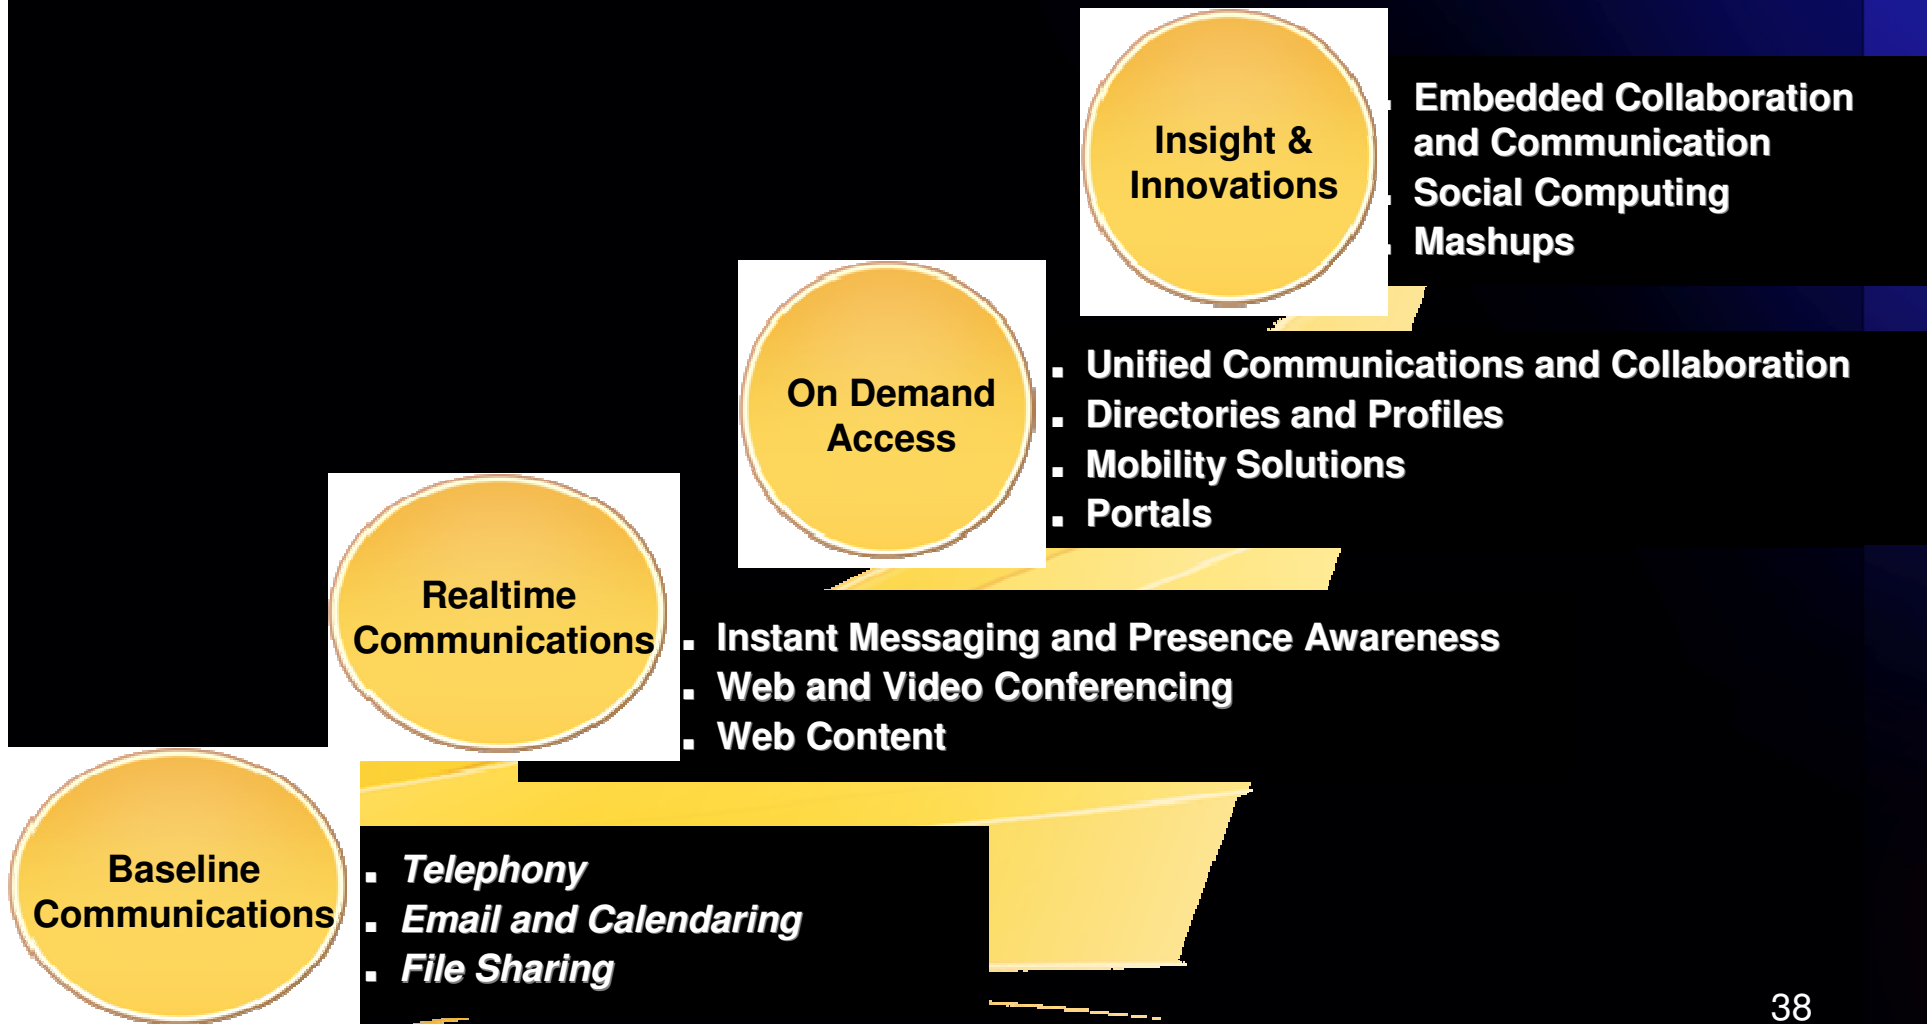 Insight &
Innovations
▪ Embedded Collaboration
and Communication
▪ Social Computing
▪ Mashups
On Demand
Access
▪ Unified Communications and Collaboration
▪ Directories and Profiles
▪ Mobility Solutions
▪ Portals
Realtime
Communications
▪ Instant Messaging and Presence Awareness
▪ Web and Video Conferencing
▪ Web Content
Baseline
Communications
▪ Telephony
▪ Email and Calendaring
▪ File Sharing
38